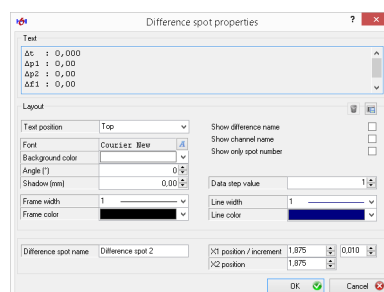 Difference spot properties
?
×
Text
Δt : 0,000
Δp1 : 0,00
Δp2 : 0,00
Δf1 : 0,00
Layout
Text position Top Show difference name
Show channel name
Font Courier New Show only spot number
Background color
Angle (°) 0
Shadow (mm) 0,00 Data step value 1
Frame width 1 Line width 1
Frame color Line color
Difference spot name Difference spot 2 X1 position / increment 1,875 0,010
X2 position 1,875
OK Cancel